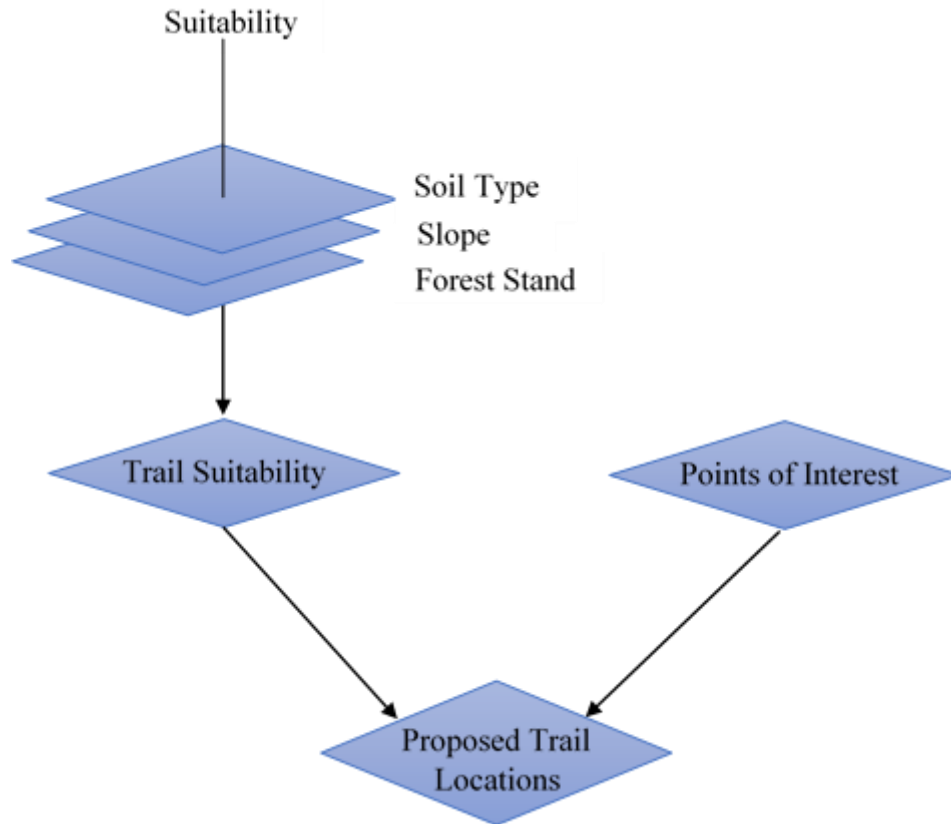 Suitability
Soil Type
Slope
Forest Stand
Trail Suitability
Points of Interest
Proposed Trail
Locations